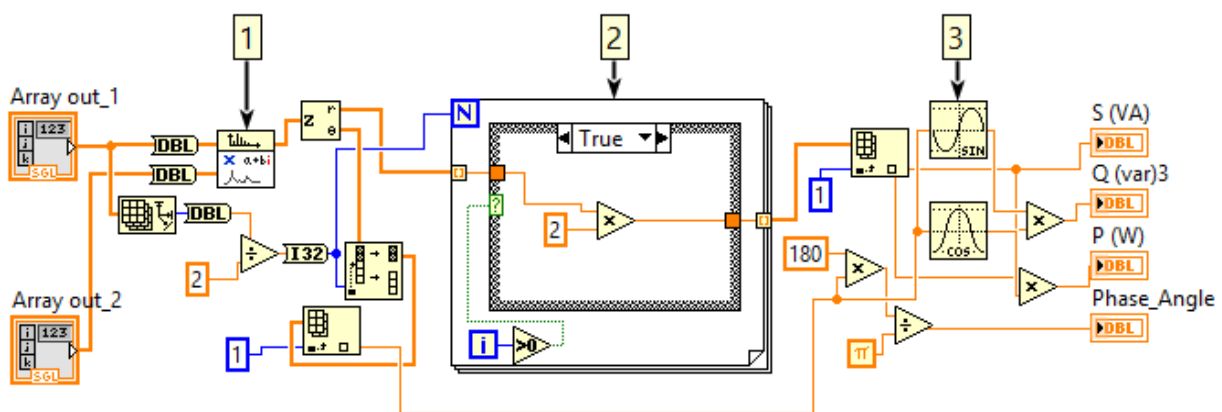 1
2
3
Array out_1
i
j
k
123
SGL
DBL
DBL
x a+bi
z
r
θ
N
True
S (VA)
DBL
SIN
Q (var)3
DBL
1
DBL
÷
2
I32
?
2
×
COS
×
P (W)
DBL
180
×
×
Array out_2
i
j
k
123
SGL
1
i
>0
π
÷
Phase_Angle
DBL